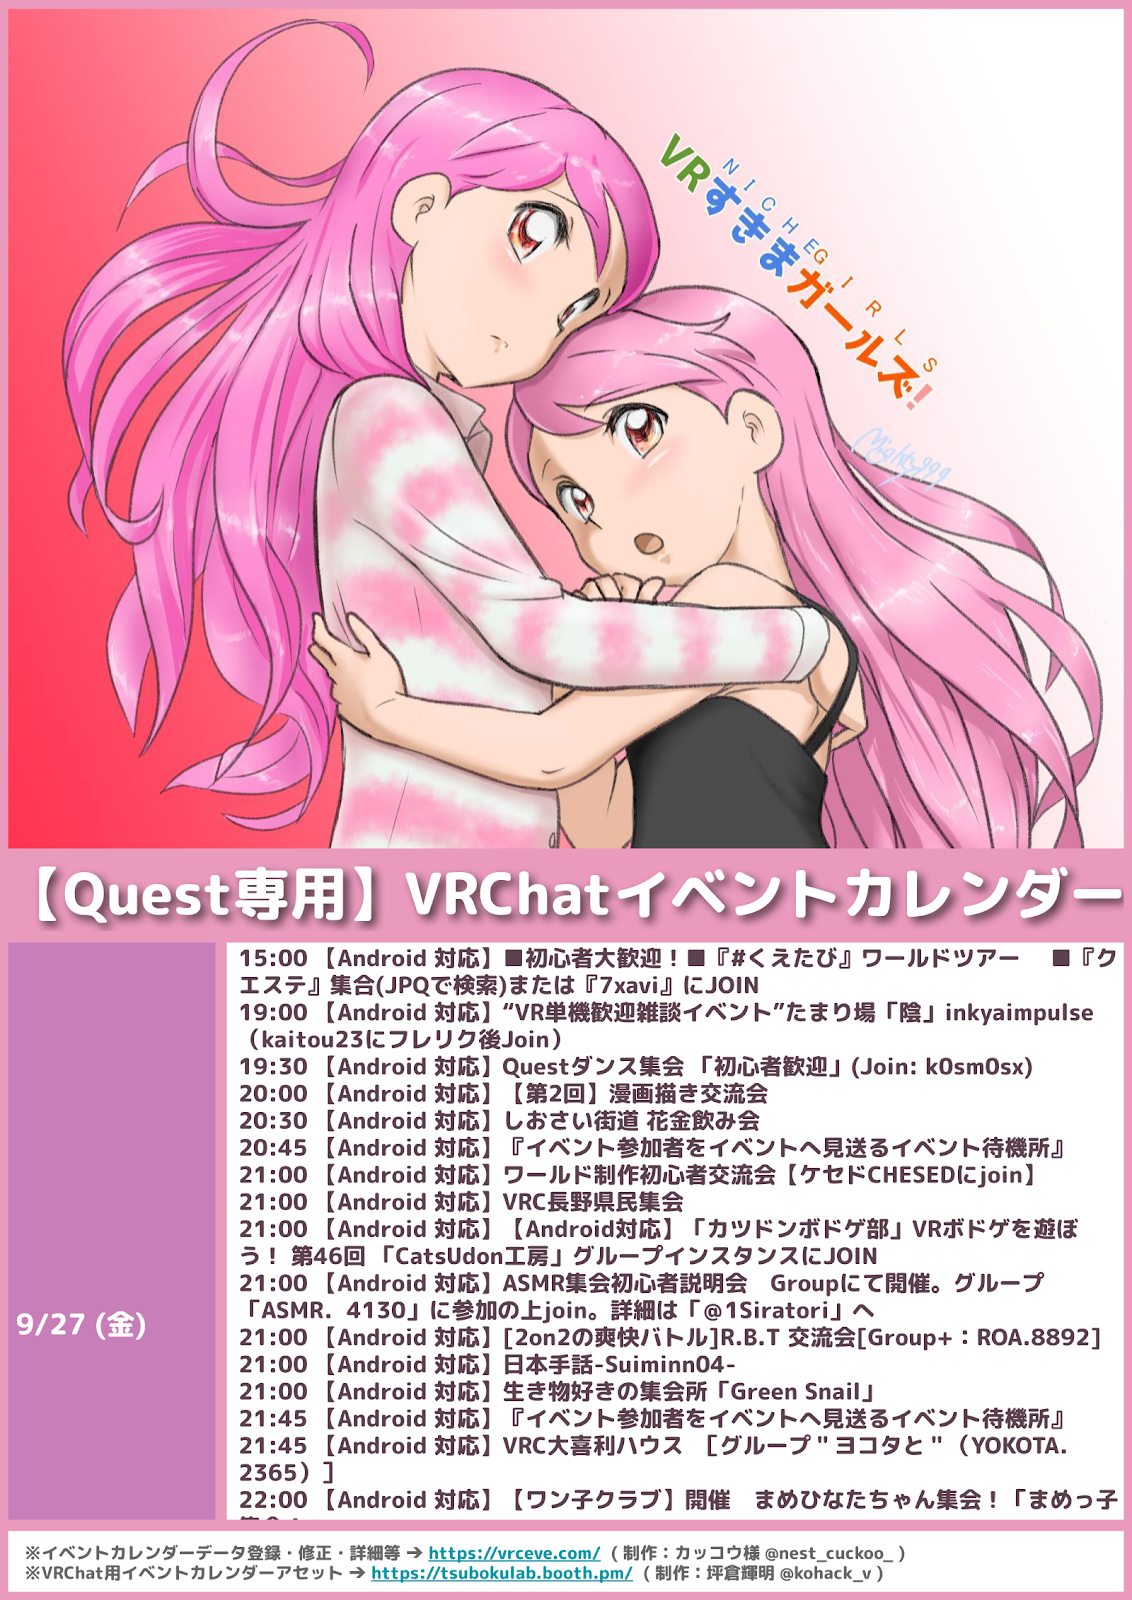 NICHE GIRLS
VRすきまガールズ!
Mighty999
【Quest専用】VRChatイベントカレンダー
9/27 (金)
15:00 【Android 対応】■初心者大歓迎！■『#くえたび』ワールドツアー　■『ク
エステ』集合(JPQで検索)または『7xavi』にJOIN
19:00 【Android 対応】“VR単機歓迎雑談イベント”たまり場「陰」inkyaimpulse
（kaitou23にフレリク後Join）
19:30 【Android 対応】Questダンス集会 「初心者歓迎」(Join: k0sm0sx)
20:00 【Android 対応】【第2回】漫画描き交流会
20:30 【Android 対応】しおさい街道 花金飲み会
20:45 【Android 対応】『イベント参加者をイベントへ見送るイベント待機所』
21:00 【Android 対応】ワールド制作初心者交流会【ケセドCHESEDにjoin】
21:00 【Android 対応】VRC長野県民集会
21:00 【Android 対応】【Android対応】「カツドンボドゲ部」VRボドゲを遊ぼ
う！ 第46回 「CatsUdon工房」グループインスタンスにJOIN
21:00 【Android 対応】ASMR集会初心者説明会　Groupにて開催。グループ
「ASMR．4130」に参加の上join。詳細は「＠1Siratori」へ
21:00 【Android 対応】[2on2の爽快バトル]R.B.T 交流会[Group+：ROA.8892]
21:00 【Android 対応】日本手話-Suiminn04-
21:00 【Android 対応】生き物好きの集会所「Green Snail」
21:45 【Android 対応】『イベント参加者をイベントへ見送るイベント待機所』
21:45 【Android 対応】VRC大喜利ハウス　［グループ＂ヨコタと＂（YOKOTA.
2365）］
22:00 【Android 対応】【ワン子クラブ】開催　まめひなたちゃん集会！「まめっ子
※イベントカレンダーデータ登録・修正・詳細等 → https://vrceve.com/ ( 制作：カッコウ様 @nest_cuckoo_ )
※VRChat用イベントカレンダーアセット → https://tsubokulab.booth.pm/ ( 制作：坪倉輝明 @kohack_v )